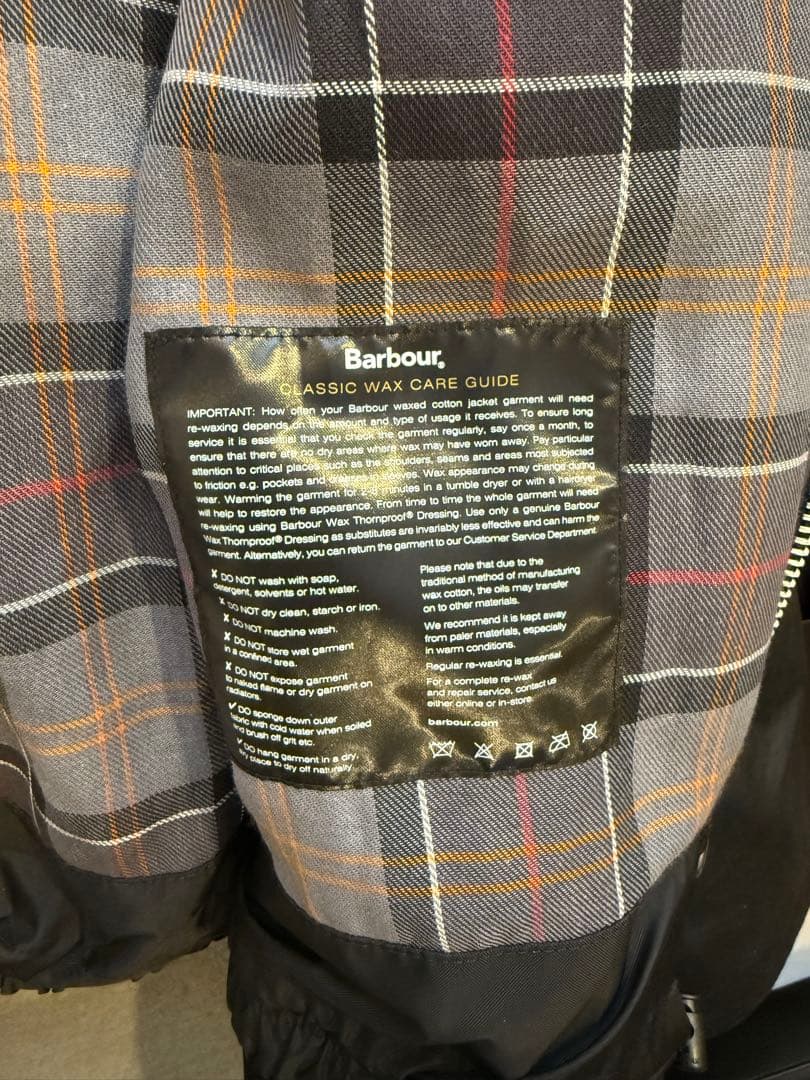 Barbour®
CLASSIC WAX CARE GUIDE
IMPORTANT: How often your Barbour waxed cotton jacket garment will need
re-waxing depends on the amount and type of usage it receives. To ensure long
service it is essential that you check the garment regularly, say once a month, to
ensure that there are no dry areas where wax may have worn away. Pay particular
attention to critical places such as the shoulders, seams and areas most subjected
to friction e.g. pockets and sleeves. Wax appearance may change during
wear. Warming the garment for minutes in a tumble dryer or with a hairdryer
will help to restore the appearance. From time to time the whole garment will need
re-waxing using Barbour Wax Thornproof® Dressing. Use only a genuine Barbour
Wax Thornproof® Dressing as substitutes are invariably less effective and can harm the
garment. Alternatively, you can return the garment to our Customer Service Department.
✗ DO NOT wash with soap,
detergent, solvents or hot water.
✗ DO NOT dry clean, starch or iron.
✗ DO NOT machine wash.
✗ DO NOT store wet garment
in a confined area.
✗ DO NOT expose garment
to naked flame or dry garment on
radiators.
✓ DO sponge down outer
fabric with cold water when soiled
and brush off grit etc.
✓ DO hang garment in a dry,
airy place to dry off naturally.
Please note that due to the
traditional method of manufacturing
wax cotton, the oils may transfer
on to other materials.
We recommend it is kept away
from paler materials, especially
in warm conditions.
Regular re-waxing is essential.
For a complete re-wax
and repair service, contact us
either online or in-store.
barbour.com